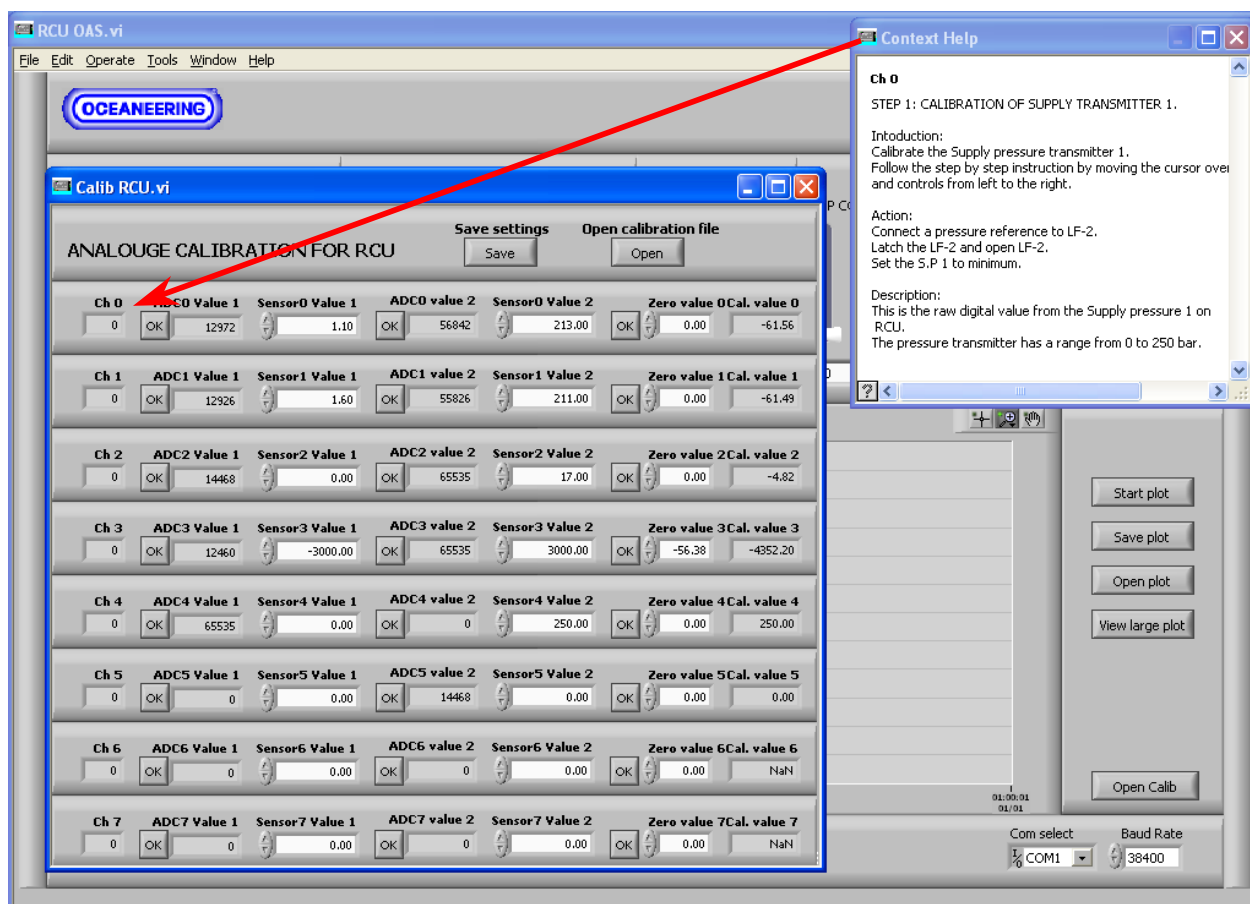 RCU OAS.vi
File Edit Operate Tools Window Help
OCEANEERING
Context Help
Ch 0
STEP 1: CALIBRATION OF SUPPLY TRANSMITTER 1.
Intoduction:
Calibrate the Supply pressure transmitter 1.
Follow the step by step instruction by moving the cursor over
and controls from left to the right.
Action:
Connect a pressure reference to LF-2.
Latch the LF-2 and open LF-2.
Set the S.P 1 to minimum.
Description:
This is the raw digital value from the Supply pressure 1 on
RCU.
The pressure transmitter has a range from 0 to 250 bar.
?
Calib RCU.vi
Save settings Open calibration file
ANALOUGE CALIBRATION FOR RCU Save Open
Ch 0 ADC0 Value 1 Sensor0 Value 1 ADC0 value 2 Sensor0 Value 2 Zero value 0 Cal. value 0
0 OK 12972 1.10 OK 56842 213.00 OK 0.00 -61.56
Ch 1 ADC1 Value 1 Sensor1 Value 1 ADC1 value 2 Sensor1 Value 2 Zero value 1 Cal. value 1
0 OK 12926 1.60 OK 55826 211.00 OK 0.00 -61.49
Ch 2 ADC2 Value 1 Sensor2 Value 1 ADC2 value 2 Sensor2 Value 2 Zero value 2 Cal. value 2
0 OK 14468 0.00 OK 65535 17.00 OK 0.00 -4.82
Ch 3 ADC3 Value 1 Sensor3 Value 1 ADC3 value 2 Sensor3 Value 2 Zero value 3 Cal. value 3
0 OK 12460 -3000.00 OK 65535 3000.00 OK -56.38 -4352.20
Ch 4 ADC4 Value 1 Sensor4 Value 1 ADC4 value 2 Sensor4 Value 2 Zero value 4 Cal. value 4
0 OK 65535 0.00 OK 0 250.00 OK 0.00 250.00
Ch 5 ADC5 Value 1 Sensor5 Value 1 ADC5 value 2 Sensor5 Value 2 Zero value 5 Cal. value 5
0 OK 0 0.00 OK 14468 0.00 OK 0.00 0.00
Ch 6 ADC6 Value 1 Sensor6 Value 1 ADC6 value 2 Sensor6 Value 2 Zero value 6 Cal. value 6
0 OK 0 0.00 OK 0 0.00 OK 0.00 NaN
Ch 7 ADC7 Value 1 Sensor7 Value 1 ADC7 value 2 Sensor7 Value 2 Zero value 7 Cal. value 7
0 OK 0 0.00 OK 0 0.00 OK 0.00 NaN
Start plot
Save plot
Open plot
View large plot
Open Calib
01:00:01
01/01
Com select Baud Rate
COM1 38400